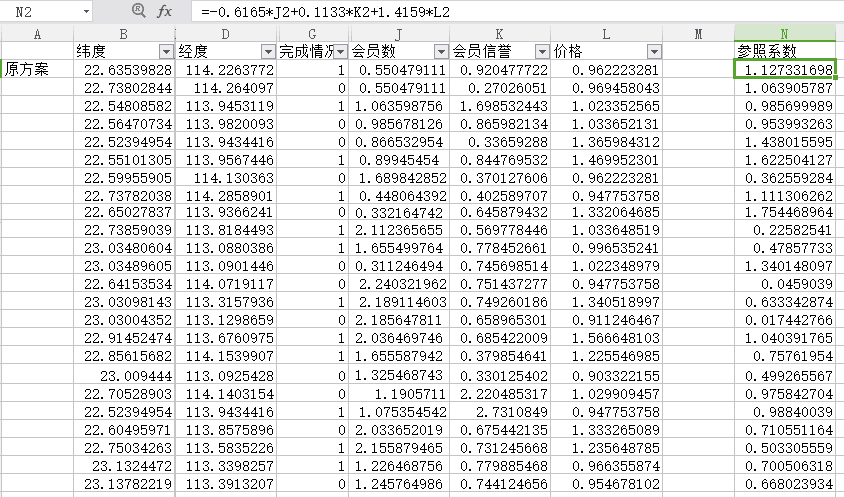 N2 fx =-0.6165*J2+0.1133*K2+1.4159*L2
A B D G J K L M N
纬度 经度 完成情况 会员数 会员信誉 价格 参照系数
原方案 22.63539828 114.2263772 1 0.550479111 0.920477722 0.962223281 1.127331698
22.73802844 114.264097 0 0.550479111 0.27026051 0.969458043 1.063905787
22.54808582 113.9453119 1 1.063598756 1.698532443 1.023352565 0.985699989
22.56470734 113.9820093 0 0.985678126 0.865982134 1.033652131 0.953993263
22.52394954 113.9434416 0 0.866532954 0.33659288 1.365984312 1.438015595
22.55101305 113.9567446 1 0.89945454 0.844769532 1.469952301 1.622504127
22.59955905 114.130363 0 1.689842852 0.370127606 0.962223281 0.362559284
22.73782038 114.2858901 1 0.448064392 0.402589707 0.947753758 1.111306262
22.65027837 113.9366241 0 0.332164742 0.645879432 1.332064685 1.754468964
22.73859039 113.8184493 1 2.112365655 0.569778446 1.033648519 0.22582541
23.03480604 113.0880386 1 1.655499764 0.778452661 0.996535241 0.47857733
23.03489605 113.0901446 0 0.311246494 0.745698514 1.022348979 1.340148097
22.64153534 114.0719117 0 2.240321962 0.751437277 0.947753758 0.0459039
23.03098143 113.3157936 1 2.189114603 0.749260186 1.340518997 0.633342874
23.03004352 113.1298659 0 2.185647811 0.658965301 0.911246467 0.017442766
22.91452474 113.6760975 1 2.036469746 0.685422009 1.566648103 1.040391765
22.85615682 114.1539907 1 1.655587942 0.379854641 1.225546985 0.75761954
23.009444 113.0925428 0 1.325468743 0.330125402 0.903322155 0.499265567
22.70528903 114.1403154 0 1.1905711 2.220485317 1.029909457 0.975842704
22.52394954 113.9434416 1 1.075354542 2.7310849 0.947753758 0.98840039
22.60495971 113.8575896 0 2.033652019 0.675442135 1.333265089 0.710551164
22.75034263 113.5835226 1 2.155879465 0.731245668 1.235648785 0.503305559
23.1324472 113.3398257 1 1.226468756 0.779885468 0.966355874 0.700506318
23.13782219 113.3913207 0 1.245764986 0.744124656 0.954678102 0.668023934